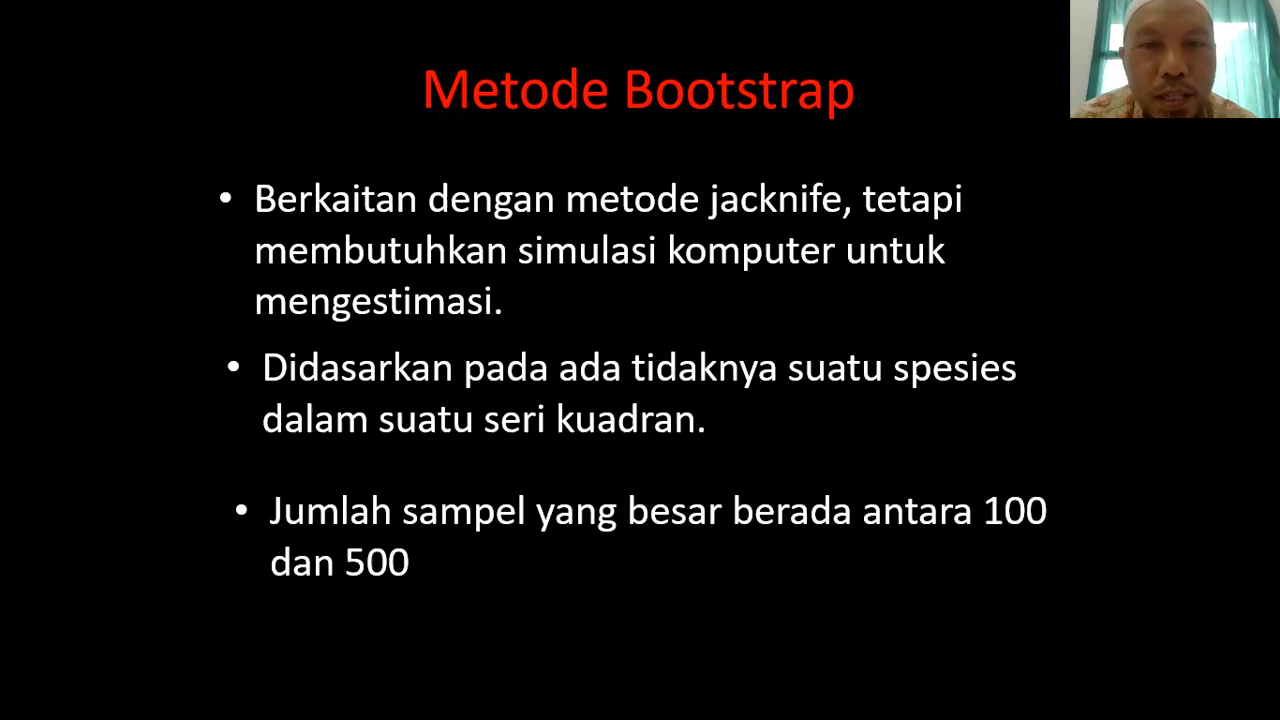 Metode Bootstrap
• Berkaitan dengan metode jacknife, tetapi
membutuhkan simulasi komputer untuk
mengestimasi.
• Didasarkan pada ada tidaknya suatu spesies
dalam suatu seri kuadran.
• Jumlah sampel yang besar berada antara 100
dan 500